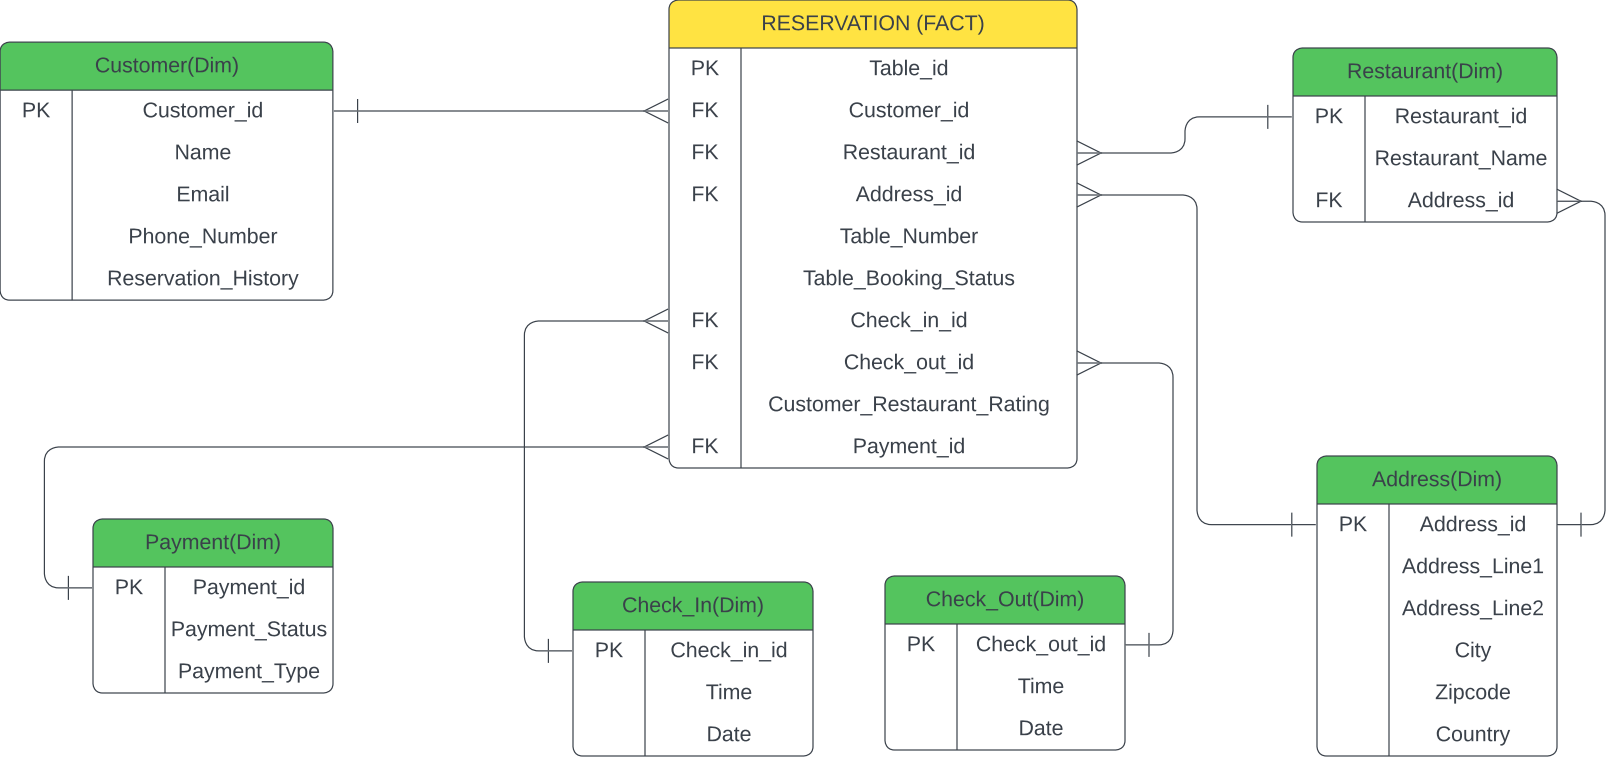 RESERVATION (FACT)
PK Table_id
FK Customer_id
FK Restaurant_id
FK Address_id
Table_Number
Table_Booking_Status
FK Check_in_id
FK Check_out_id
Customer_Restaurant_Rating
FK Payment_id
Customer(Dim)
PK Customer_id
Name
Email
Phone_Number
Reservation_History
Restaurant(Dim)
PK Restaurant_id
Restaurant_Name
FK Address_id
Payment(Dim)
PK Payment_id
Payment_Status
Payment_Type
Check_In(Dim)
PK Check_in_id
Time
Date
Check_Out(Dim)
PK Check_out_id
Time
Date
Address(Dim)
PK Address_id
Address_Line1
Address_Line2
City
Zipcode
Country